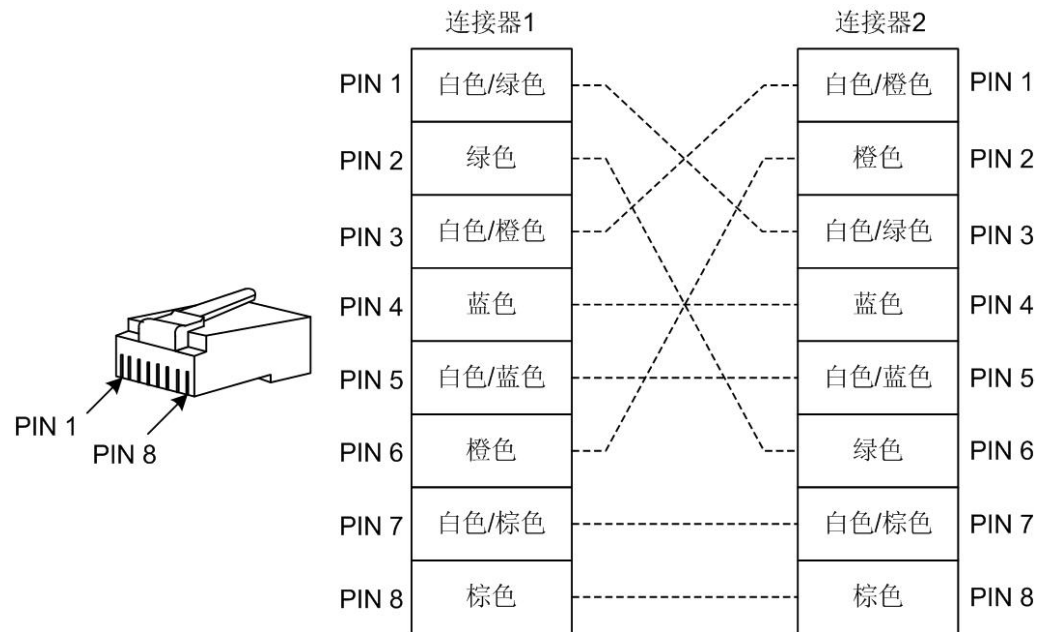 连接器1 连接器2
PIN 1 白色/绿色 白色/橙色 PIN 1
PIN 2 绿色 橙色 PIN 2
PIN 3 白色/橙色 白色/绿色 PIN 3
PIN 4 蓝色 蓝色 PIN 4
PIN 5 白色/蓝色 白色/蓝色 PIN 5
PIN 6 橙色 绿色 PIN 6
PIN 7 白色/棕色 白色/棕色 PIN 7
PIN 8 棕色 棕色 PIN 8
PIN 1
PIN 8